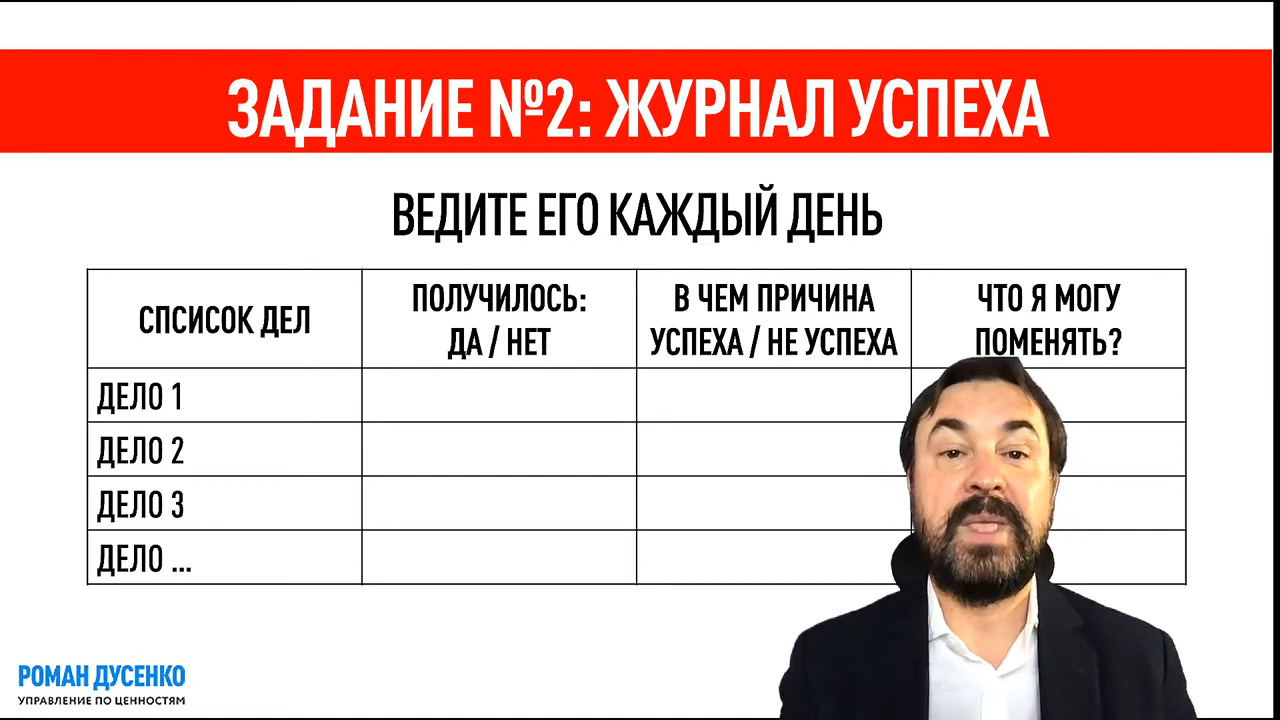 ЗАДАНИЕ №2: ЖУРНАЛ УСПЕХА
ВЕДИТЕ ЕГО КАЖДЫЙ ДЕНЬ
СПСИСОК ДЕЛ
ПОЛУЧИЛОСЬ:
ДА / НЕТ
В ЧЕМ ПРИЧИНА
УСПЕХА / НЕ УСПЕХА
ЧТО Я МОГУ
ПОМЕНЯТЬ?
ДЕЛО 1
ДЕЛО 2
ДЕЛО 3
ДЕЛО ...
РОМАН ДУСЕНКО
УПРАВЛЕНИЕ ПО ЦЕННОСТЯМ